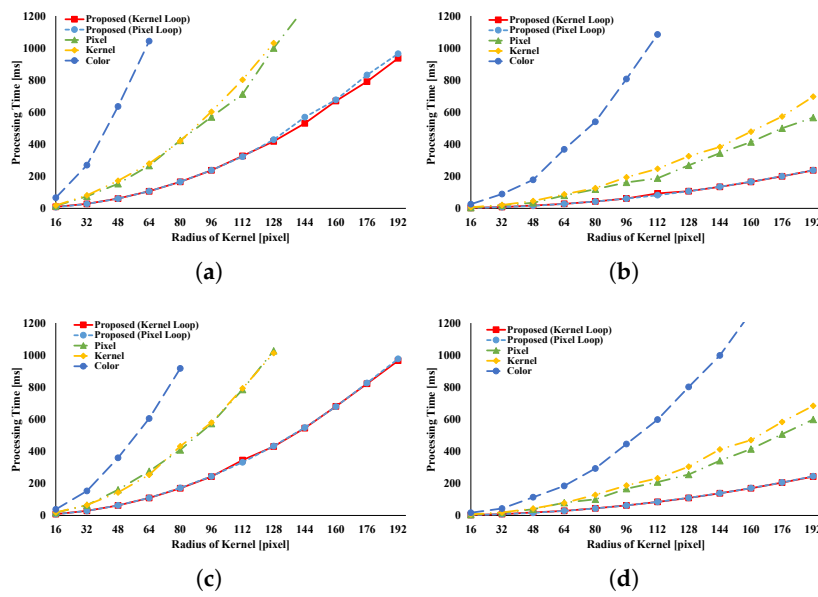 Proposed (Kernel Loop)
Proposed (Pixel Loop)
Pixel
Kernel
Color
Processing Time [ms]
1200
1000
800
600
400
200
0
16 32 48 64 80 96 112 128 144 160 176 192
Radius of Kernel [pixel]
(a)
Proposed (Kernel Loop)
Proposed (Pixel Loop)
Pixel
Kernel
Color
Processing Time [ms]
1200
1000
800
600
400
200
0
16 32 48 64 80 96 112 128 144 160 176 192
Radius of Kernel [pixel]
(b)
Proposed (Kernel Loop)
Proposed (Pixel Loop)
Pixel
Kernel
Color
Processing Time [ms]
1200
1000
800
600
400
200
0
16 32 48 64 80 96 112 128 144 160 176 192
Radius of Kernel [pixel]
(c)
Proposed (Kernel Loop)
Proposed (Pixel Loop)
Pixel
Kernel
Color
Processing Time [ms]
1200
1000
800
600
400
200
0
16 32 48 64 80 96 112 128 144 160 176 192
Radius of Kernel [pixel]
(d)